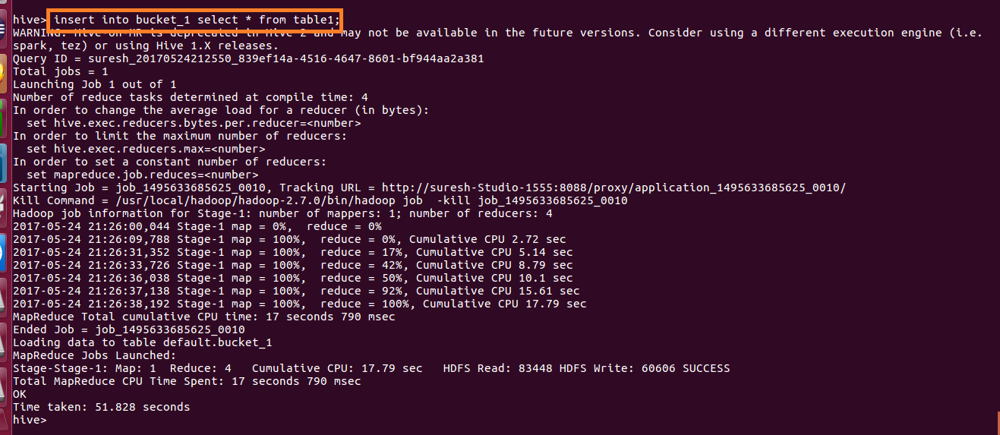 hive> insert into bucket_1 select * from table1;
WARNING: Hive-on-MR is deprecated in Hive 2 and may not be available in the future versions. Consider using a different execution engine (i.e.
spark, tez) or using Hive 1.X releases.
Query ID = suresh_20170524212550_839ef14a-4516-4647-8601-bf944aa2a381
Total jobs = 1
Launching Job 1 out of 1
Number of reduce tasks determined at compile time: 4
In order to change the average load for a reducer (in bytes):
  set hive.exec.reducers.bytes.per.reducer=<number>
In order to limit the maximum number of reducers:
  set hive.exec.reducers.max=<number>
In order to set a constant number of reducers:
  set mapreduce.job.reduces=<number>
Starting Job = job_1495633685625_0010, Tracking URL = http://suresh-Studio-1555:8088/proxy/application_1495633685625_0010/
Kill Command = /usr/local/hadoop/hadoop-2.7.0/bin/hadoop job  -kill job_1495633685625_0010
Hadoop job information for Stage-1: number of mappers: 1; number of reducers: 4
2017-05-24 21:26:00,044 Stage-1 map = 0%,  reduce = 0%
2017-05-24 21:26:09,788 Stage-1 map = 100%,  reduce = 0%, Cumulative CPU 2.72 sec
2017-05-24 21:26:31,352 Stage-1 map = 100%,  reduce = 17%, Cumulative CPU 5.14 sec
2017-05-24 21:26:33,726 Stage-1 map = 100%,  reduce = 42%, Cumulative CPU 8.79 sec
2017-05-24 21:26:36,038 Stage-1 map = 100%,  reduce = 50%, Cumulative CPU 10.1 sec
2017-05-24 21:26:37,138 Stage-1 map = 100%,  reduce = 92%, Cumulative CPU 15.61 sec
2017-05-24 21:26:38,192 Stage-1 map = 100%,  reduce = 100%, Cumulative CPU 17.79 sec
MapReduce Total cumulative CPU time: 17 seconds 790 msec
Ended Job = job_1495633685625_0010
Loading data to table default.bucket_1
MapReduce Jobs Launched:
Stage-Stage-1: Map: 1  Reduce: 4   Cumulative CPU: 17.79 sec   HDFS Read: 83448 HDFS Write: 60606 SUCCESS
Total MapReduce CPU Time Spent: 17 seconds 790 msec
OK
Time taken: 51.828 seconds
hive>